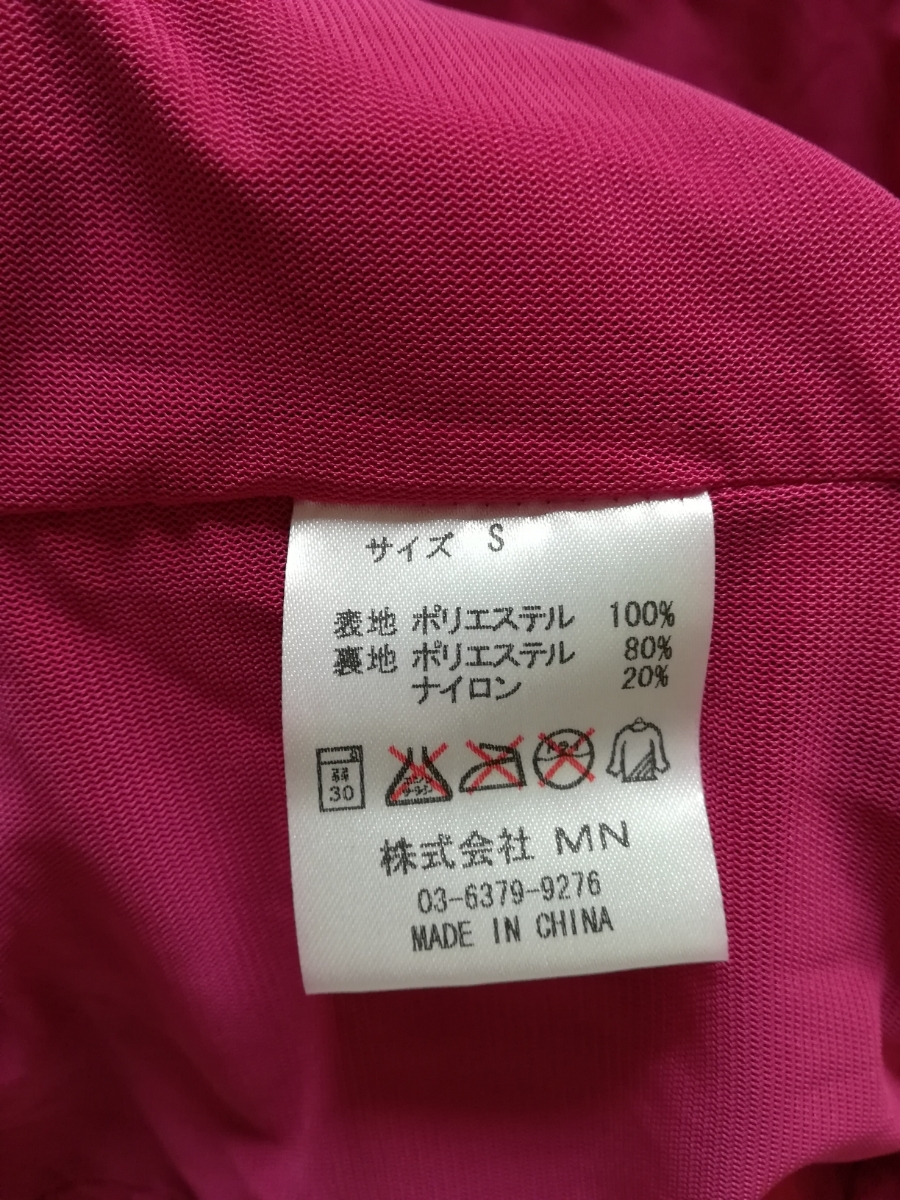 サイズ S
表地 ポリエステル 100%
裏地 ポリエステル 80%
ナイロン 20%
弱
30
株式会社 MN
03-6379-9276
MADE IN CHINA